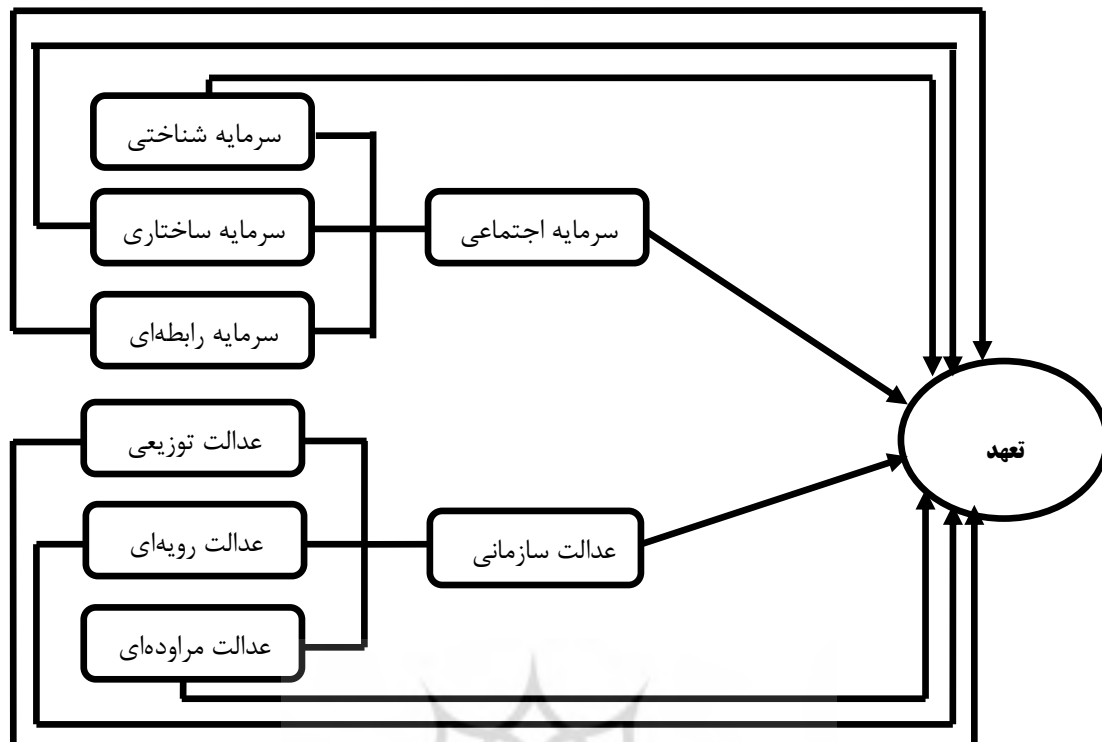 سرمایه شناختی
سرمایه ساختاری
سرمایه اجتماعی
سرمایه رابطه‌ای
عدالت توزیعی
تعهد
عدالت رویه‌ای
عدالت سازمانی
عدالت مراوده‌ای